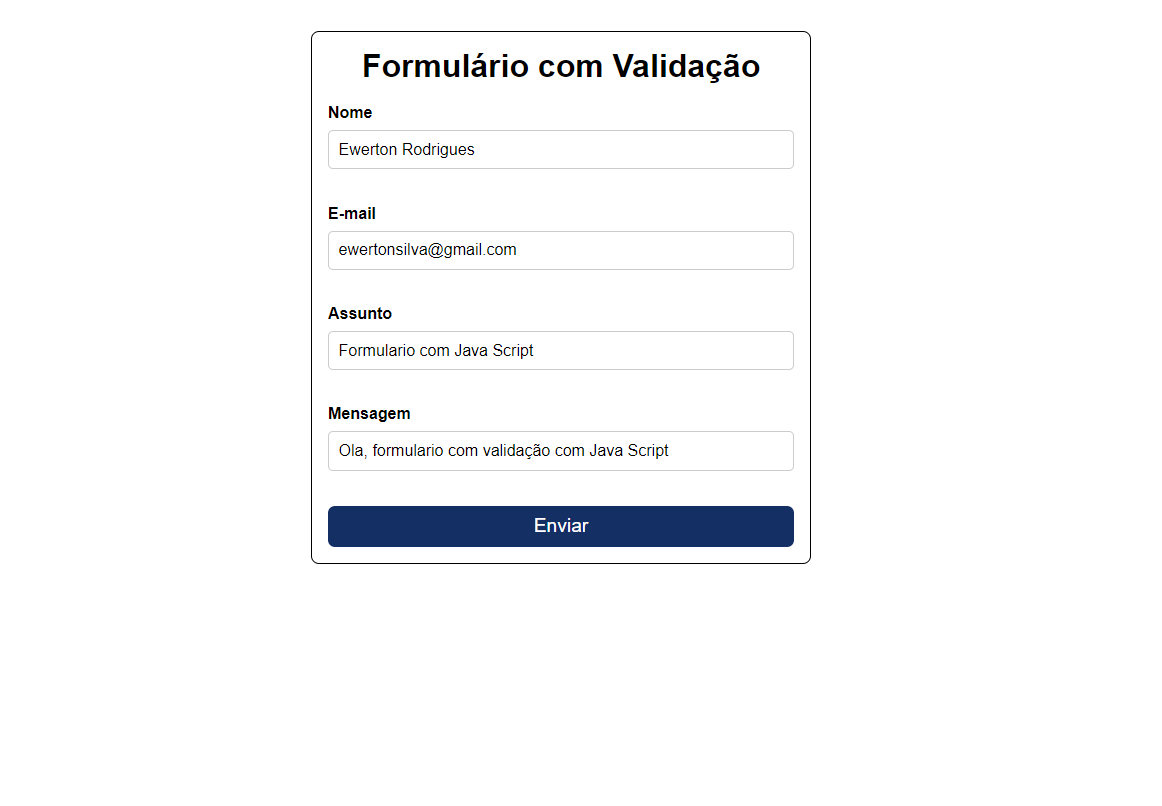 Formulário com Validação
Nome
Ewerton Rodrigues
E-mail
ewertonsilva@gmail.com
Assunto
Formulario com Java Script
Mensagem
Ola, formulario com validação com Java Script
Enviar